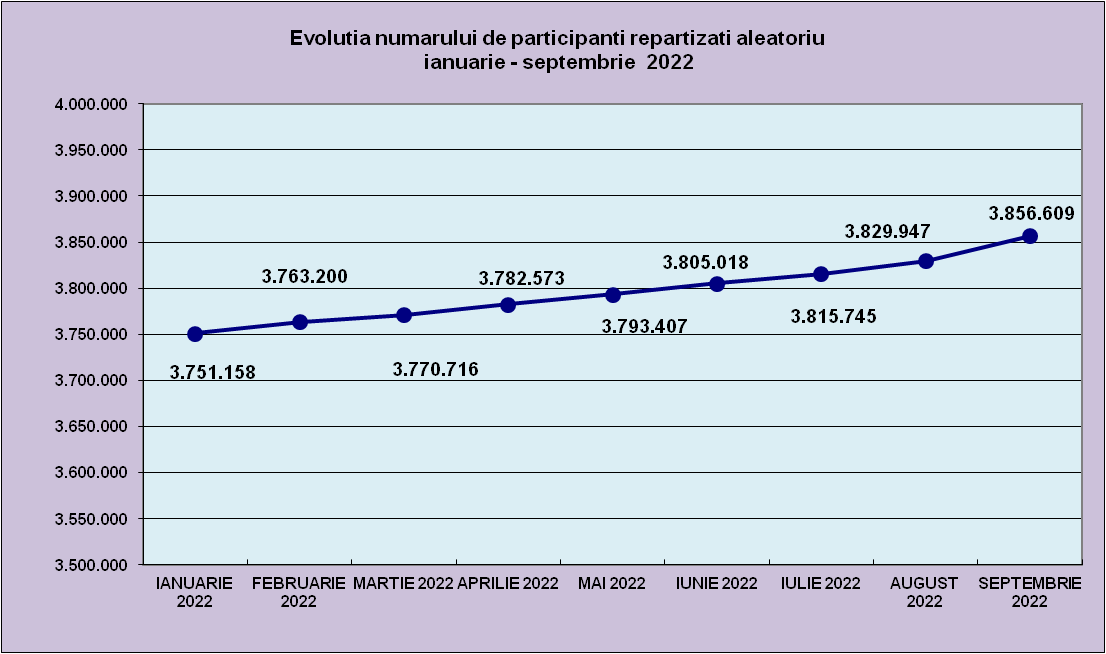 Evolutia numarului de participanti repartizati aleatoriu
ianuarie - septembrie 2022
4.000.000
3.950.000
3.900.000
3.850.000
3.800.000
3.750.000
3.700.000
3.650.000
3.600.000
3.550.000
3.500.000
3.751.158
3.763.200
3.770.716
3.782.573
3.793.407
3.805.018
3.815.745
3.829.947
3.856.609
IANUARIE
2022
FEBRUARIE
2022
MARTIE 2022
APRILIE 2022
MAI 2022
IUNIE 2022
IULIE 2022
AUGUST
2022
SEPTEMBRIE
2022